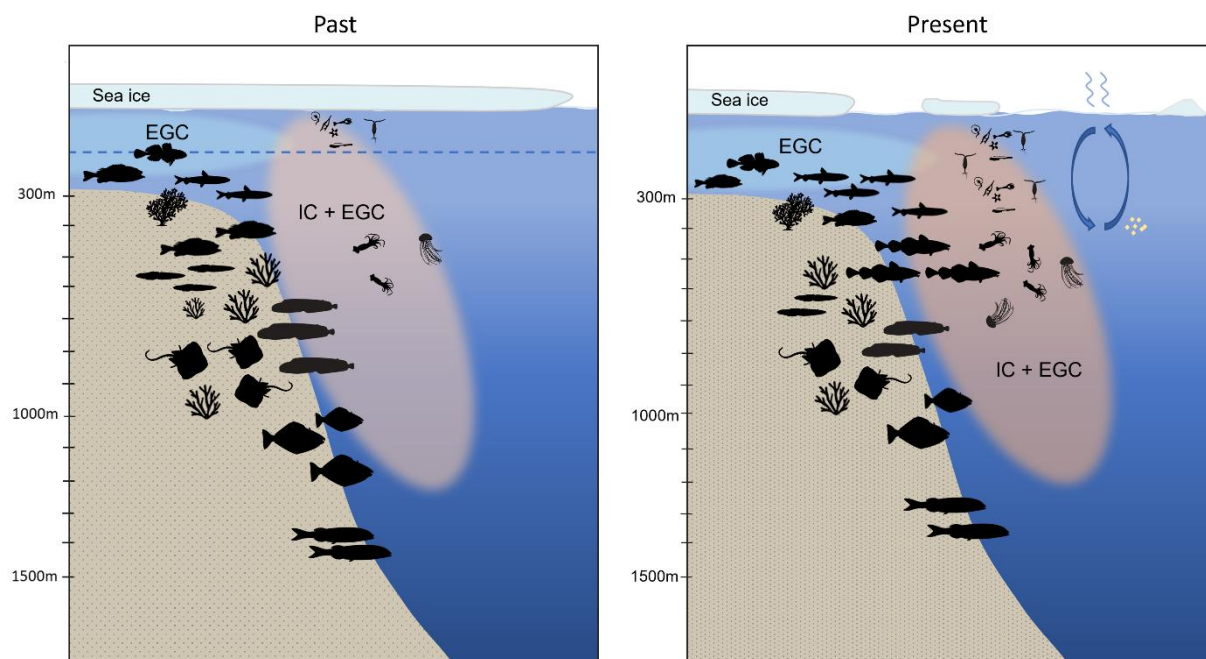 Past
Sea ice
EGC
300m
IC + EGC
1000m
1500m
Present
Sea ice
EGC
300m
IC + EGC
1000m
1500m